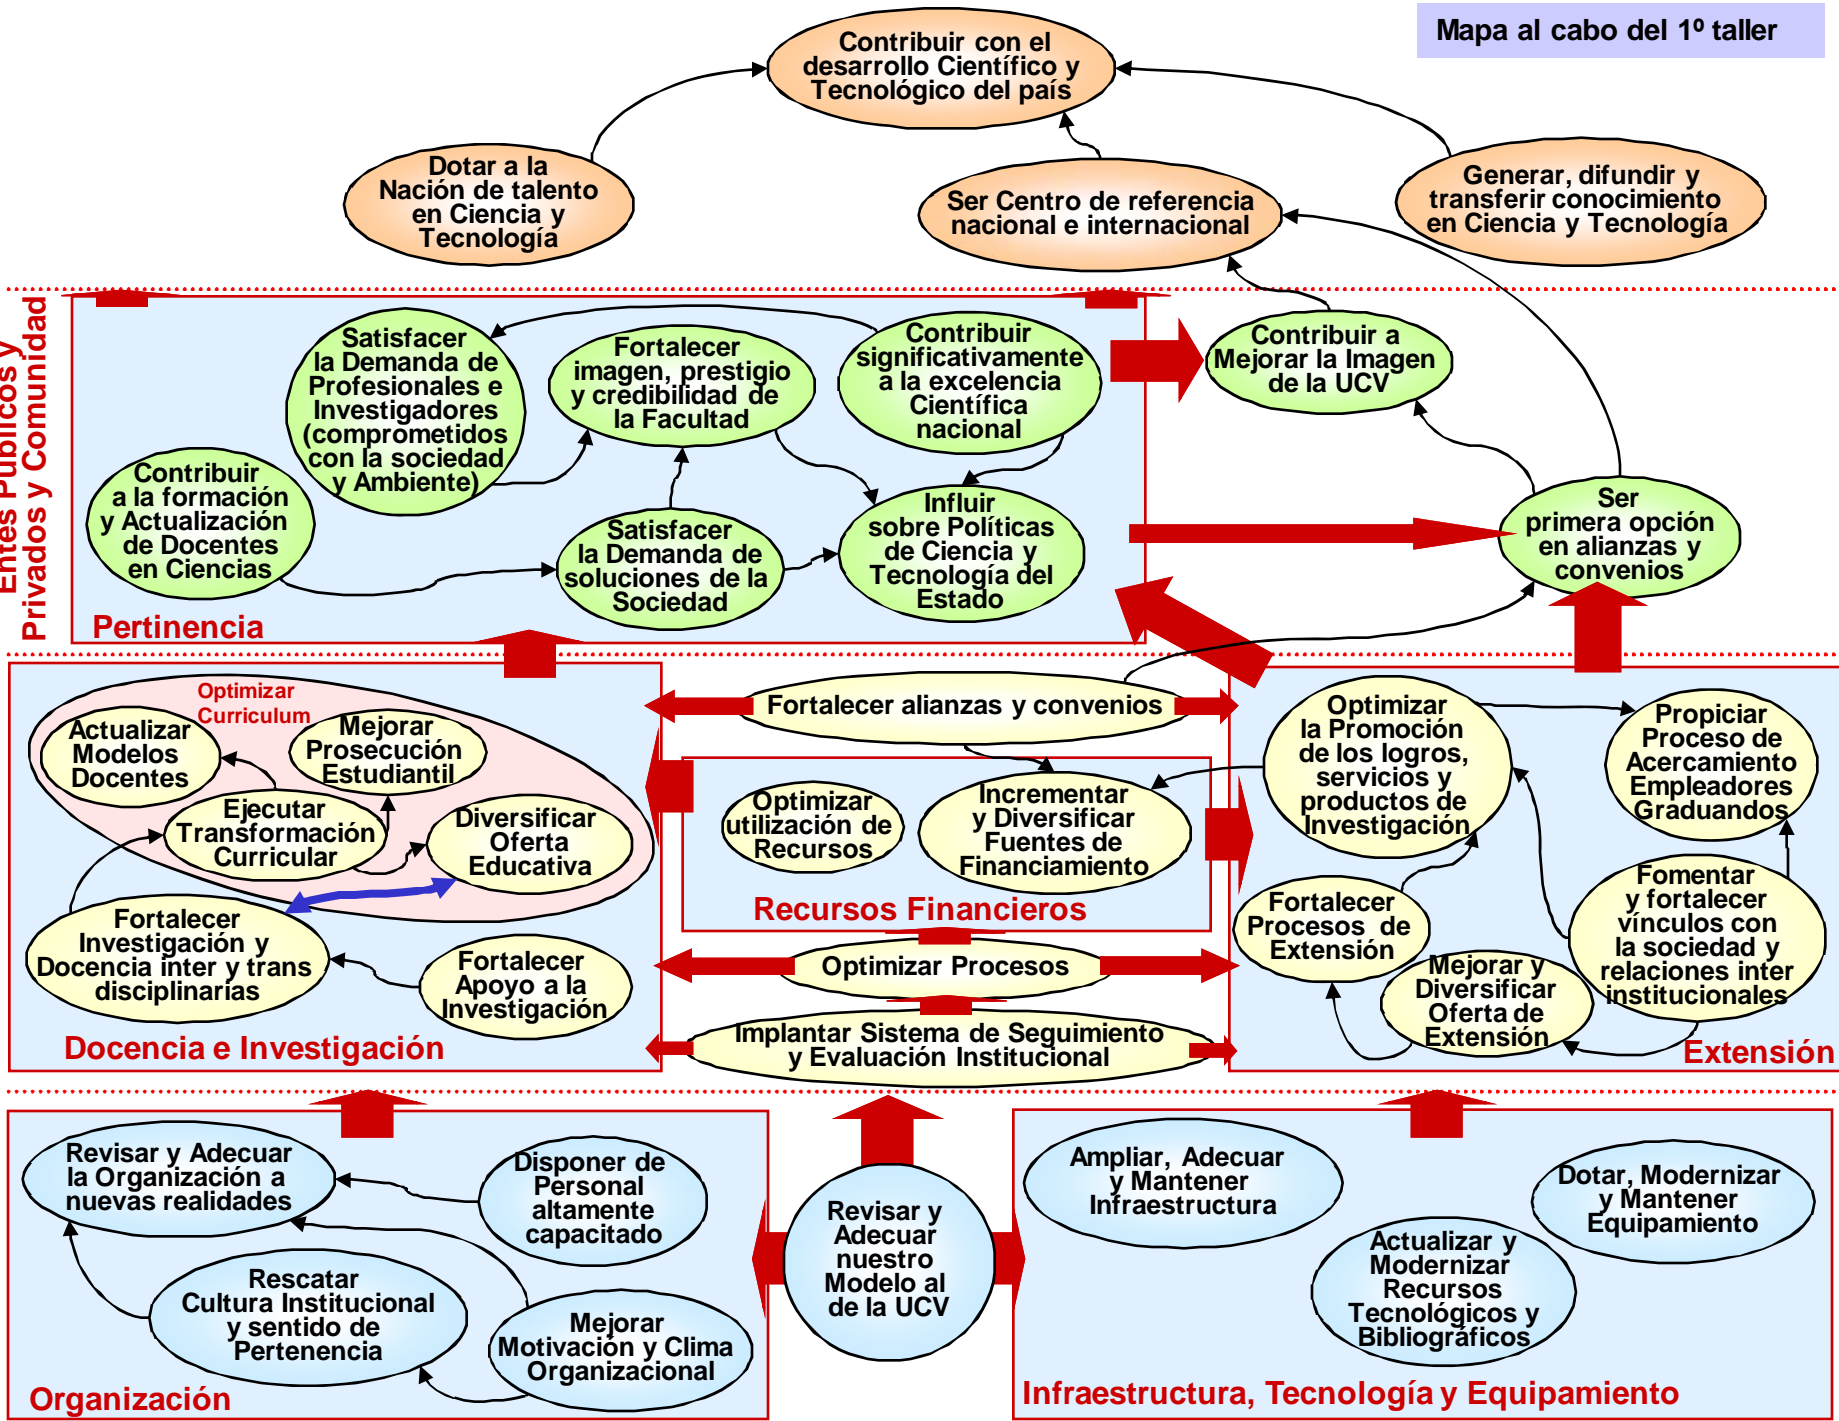 Mapa al cabo del 1º taller
Contribuir con el
desarrollo Científico y
Tecnológico del país
Dotar a la
Nación de talento
en Ciencia y
Tecnología
Ser Centro de referencia
nacional e internacional
Generar, difundir y
transferir conocimiento
en Ciencia y Tecnología
Entes Públicos y
Privados y Comunidad
Satisfacer
la Demanda de
Profesionales e
Investigadores
(comprometidos
con la sociedad
y Ambiente)
Fortalecer
imagen, prestigio
y credibilidad de
la Facultad
Contribuir
significativamente
a la excelencia
Científica
nacional
Contribuir a
Mejorar la Imagen
de la UCV
Contribuir
a la formación
y Actualización
de Docentes
en Ciencias
Satisfacer
la Demanda de
soluciones de la
Sociedad
Influir
sobre Políticas
de Ciencia y
Tecnología del
Estado
Ser
primera opción
en alianzas y
convenios
Pertinencia
Optimizar
Curriculum
Actualizar
Modelos
Docentes
Mejorar
Prosecución
Estudiantil
Ejecutar
Transformación
Curricular
Diversificar
Oferta
Educativa
Fortalecer
Investigación y
Docencia inter y trans
disciplinarias
Fortalecer
Apoyo a la
Investigación
Docencia e Investigación
Fortalecer alianzas y convenios
Optimizar
utilización de
Recursos
Incrementar
y Diversificar
Fuentes de
Financiamiento
Recursos Financieros
Optimizar Procesos
Implantar Sistema de Seguimiento
y Evaluación Institucional
Optimizar
la Promoción
de los logros,
servicios y
productos de
Investigación
Propiciar
Proceso de
Acercamiento
Empleadores
Graduandos
Fortalecer
Procesos de
Extensión
Fomentar
y fortalecer
vínculos con
la sociedad y
relaciones inter
institucionales
Mejorar y
Diversificar
Oferta de
Extensión
Extensión
Revisar y Adecuar
la Organización a
nuevas realidades
Disponer de
Personal
altamente
capacitado
Rescatar
Cultura Institucional
y sentido de
Pertenencia
Mejorar
Motivación y Clima
Organizacional
Organización
Revisar y
Adecuar
nuestro
Modelo al
de la UCV
Ampliar, Adecuar
y Mantener
Infraestructura
Dotar, Modernizar
y Mantener
Equipamiento
Actualizar y
Modernizar
Recursos
Tecnológicos y
Bibliográficos
Infraestructura, Tecnología y Equipamiento